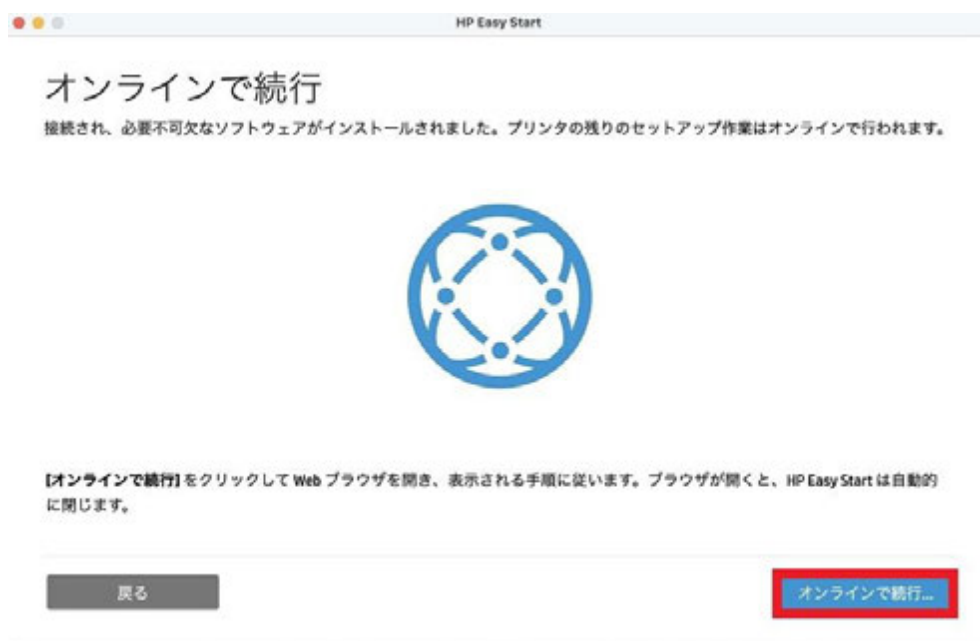 HP Easy Start
オンラインで続行
接続され、必要不可欠なソフトウェアがインストールされました。プリンタの残りのセットアップ作業はオンラインで行われます。
[オンラインで続行] をクリックして Web ブラウザを開き、表示される手順に従います。ブラウザが開くと、HP Easy Start は自動的
に閉じます。
戻る
オンラインで続行...